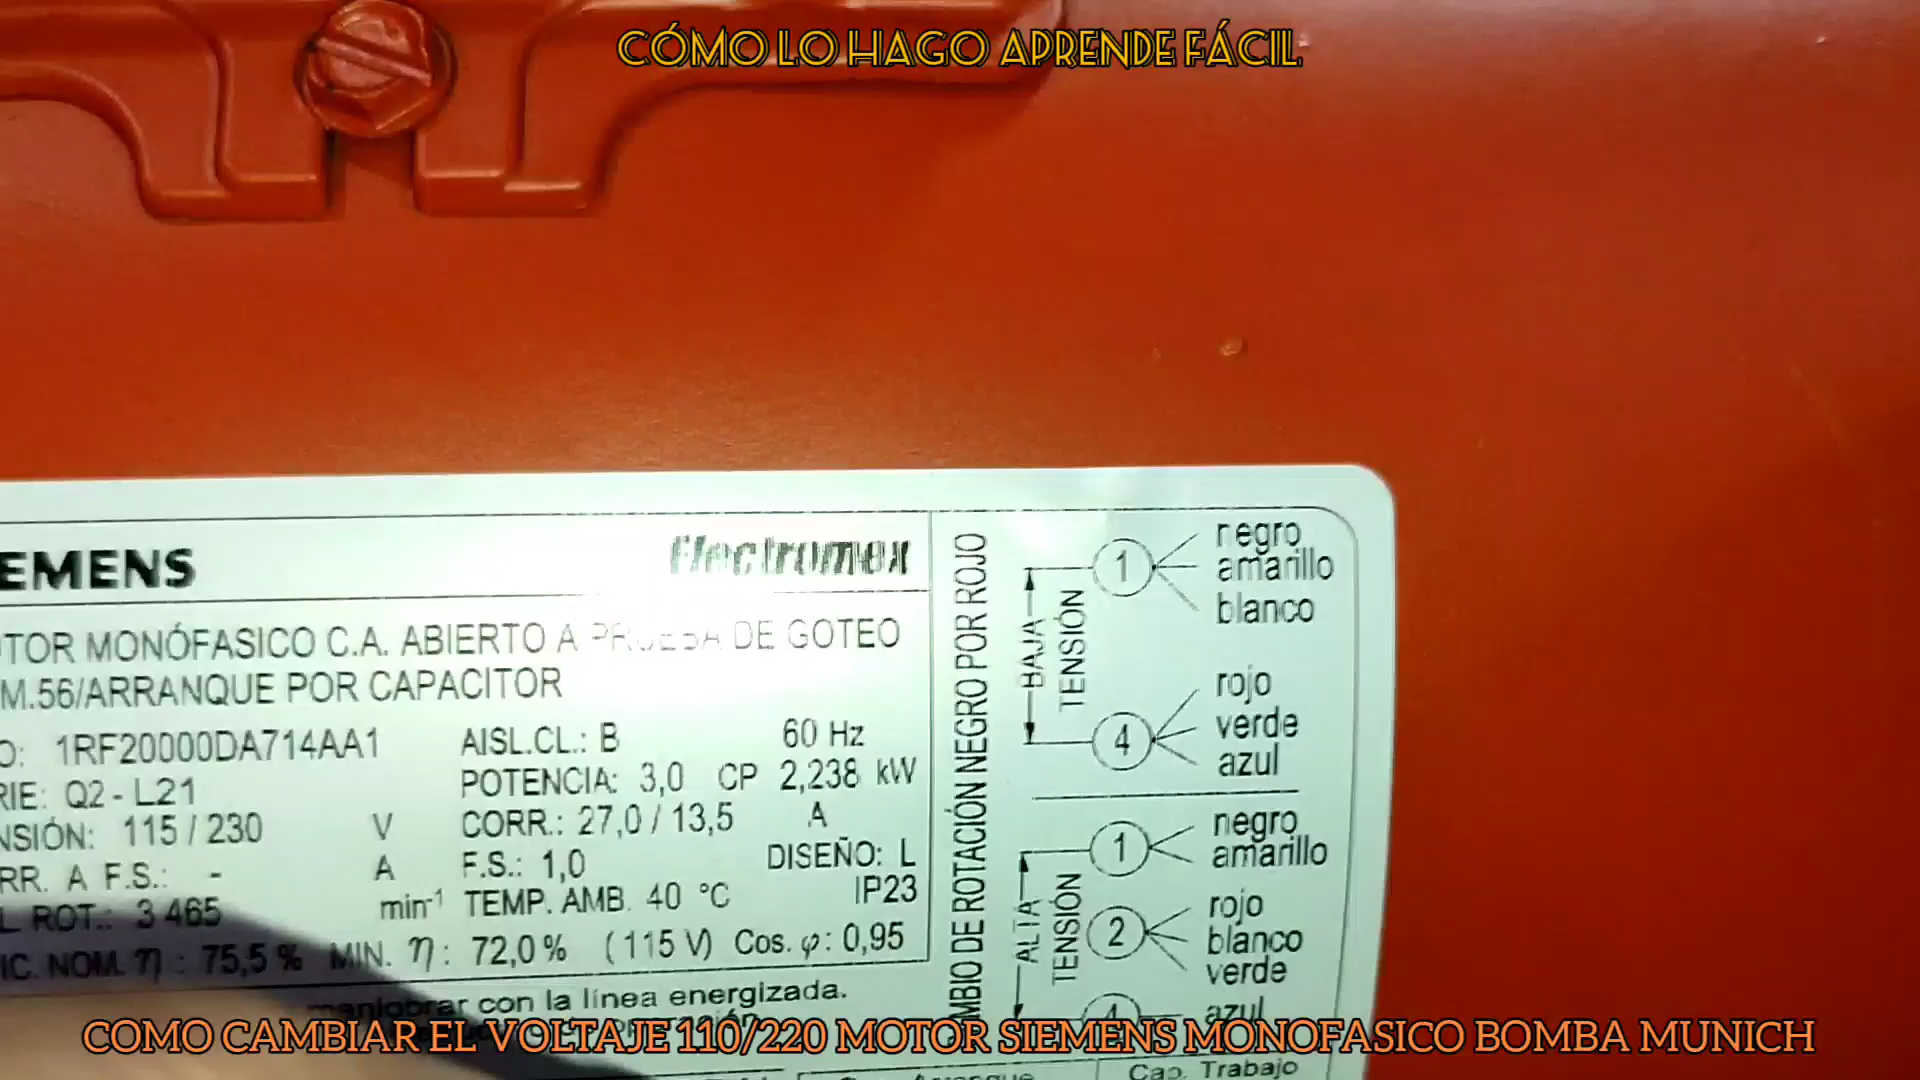 CÓMO LO HAGO APRENDE FÁCIL
EMENS
Electromex
TOR MONÓFASICO C.A. ABIERTO A PRUEBA DE GOTEO
M.56/ARRANQUE POR CAPACITOR
O: 1RF20000DA714AA1
AISL.CL.: B 60 Hz
RIE: Q2 - L21
POTENCIA: 3,0 CP 2,238 kW
NSIÓN: 115 / 230 V
CORR.: 27,0 / 13,5 A
RR. A F.S.: - A
F.S.: 1,0 DISEÑO: L
L ROT.: 3 465 min-1
TEMP. AMB. 40 °C IP23
IC. NOM. η : 75,5 % MIN. η : 72,0 % ( 115 V) Cos. φ : 0,95
maniobrar con la línea energizada.
MBIO DE ROTACIÓN NEGRO POR ROJO
BAJA
TENSIÓN
1
negro
amarillo
blanco
4
rojo
verde
azul
ALTA
TENSIÓN
1
negro
amarillo
2
rojo
blanco
verde
4
azul
Cap. Trabajo
COMO CAMBIAR EL VOLTAJE 110/220 MOTOR SIEMENS MONOFASICO BOMBA MUNICH